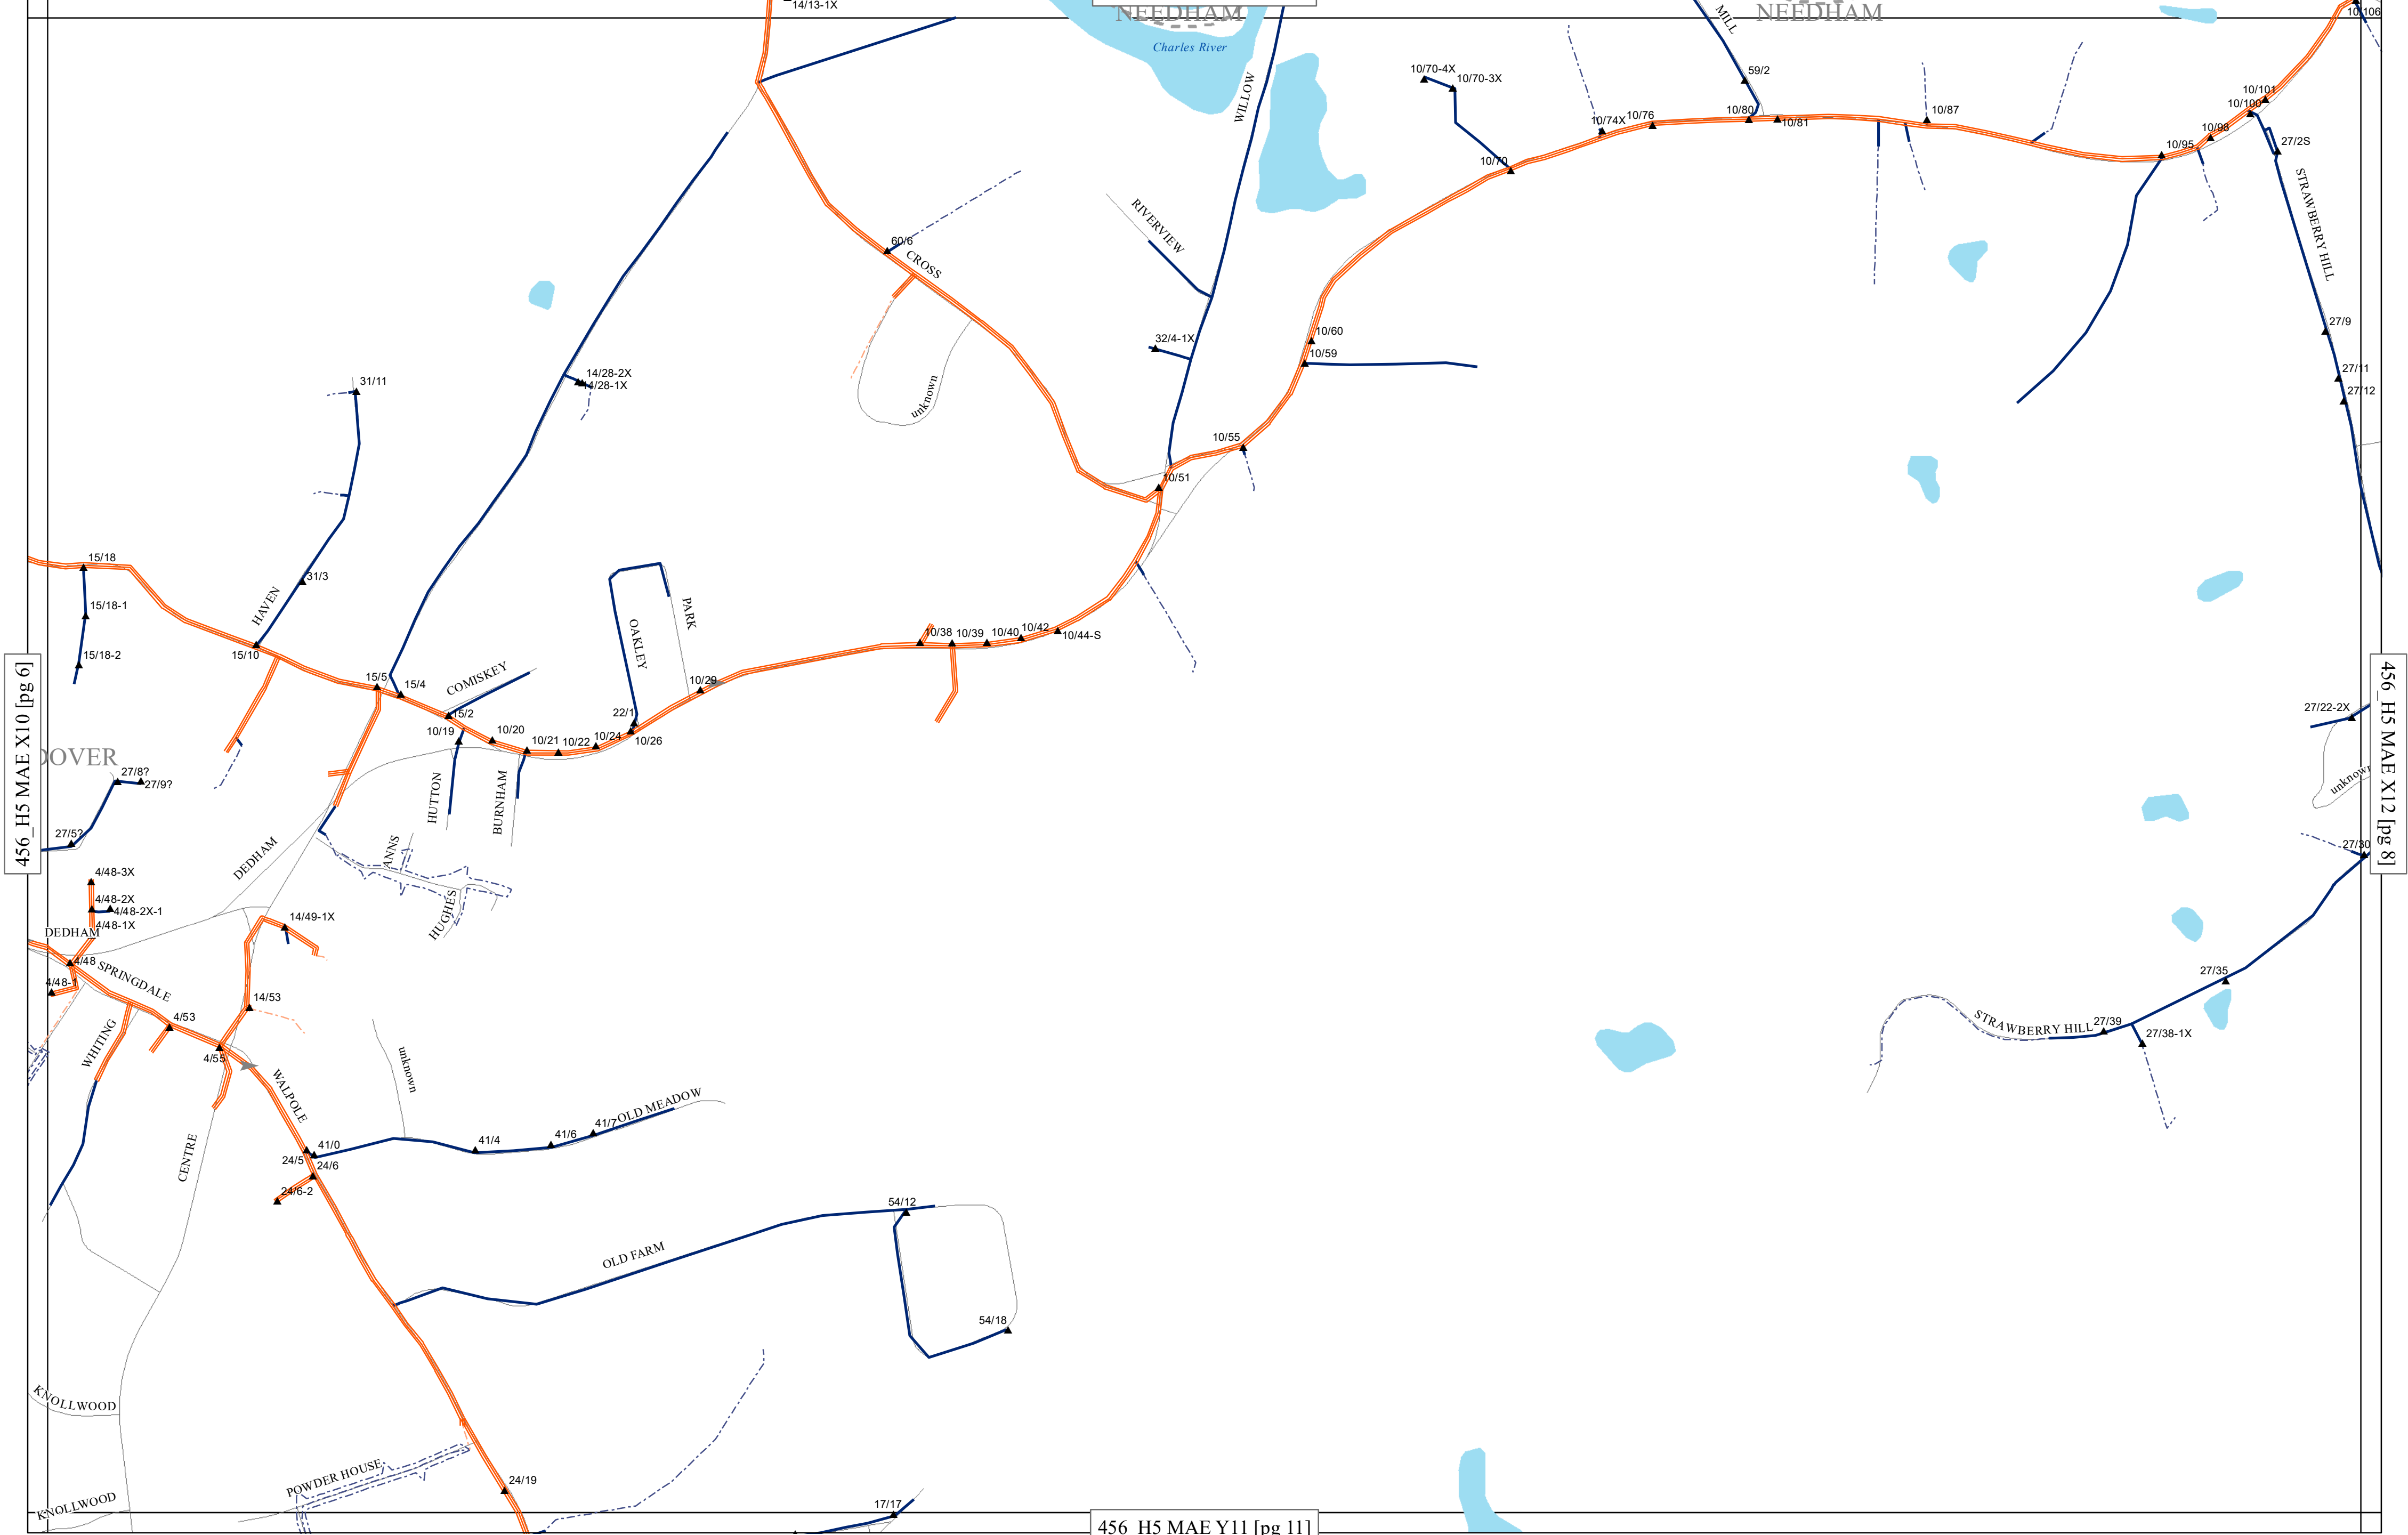 14/13-1X
NEEDHAM
Charles River
WILLOW
MILL
NEEDHAM
10/106
59/2
10/70-4X
10/70-3X
10/74X
10/76
10/80
10/81
10/87
10/101
10/100
10/98
10/95
27/2S
10/70
STRAWBERRY HILL
RIVERVIEW
60/6
CROSS
32/4-1X
10/60
10/59
27/9
27/11
27/12
31/11
14/28-2X
14/28-1X
unknown
10/55
10/51
15/18
15/18-1
15/18-2
HAVEN
31/3
15/10
15/5
15/4
COMISKEY
15/2
OAKLEY
PARK
10/38
10/39
10/40
10/42
10/44-S
10/29
22/1
10/19
10/20
10/21
10/22
10/24
10/26
456_H5 MAE X10 [pg 6]
DOVER
27/8?
27/9?
27/5?
HUTTON
BURNHAM
ANNS
HUGHES
DEDHAM
27/22-2X
unknown
456_H5 MAE X12 [pg 8]
27/30
4/48-3X
4/48-2X
4/48-2X-1
4/48-1X
DEDHAM
4/48
4/48-1
SPRINGDALE
14/49-1X
14/53
4/53
4/55
WHITING
WALPOLE
CENTRE
unknown
27/35
STRAWBERRY HILL
27/39
27/38-1X
41/0
24/5
24/6
24/6-2
41/4
41/6
41/7
OLD MEADOW
OLD FARM
54/12
54/18
KNOLLWOOD
POWDER HOUSE
KNOLLWOOD
24/19
17/17
456_H5 MAE Y11 [pg 11]